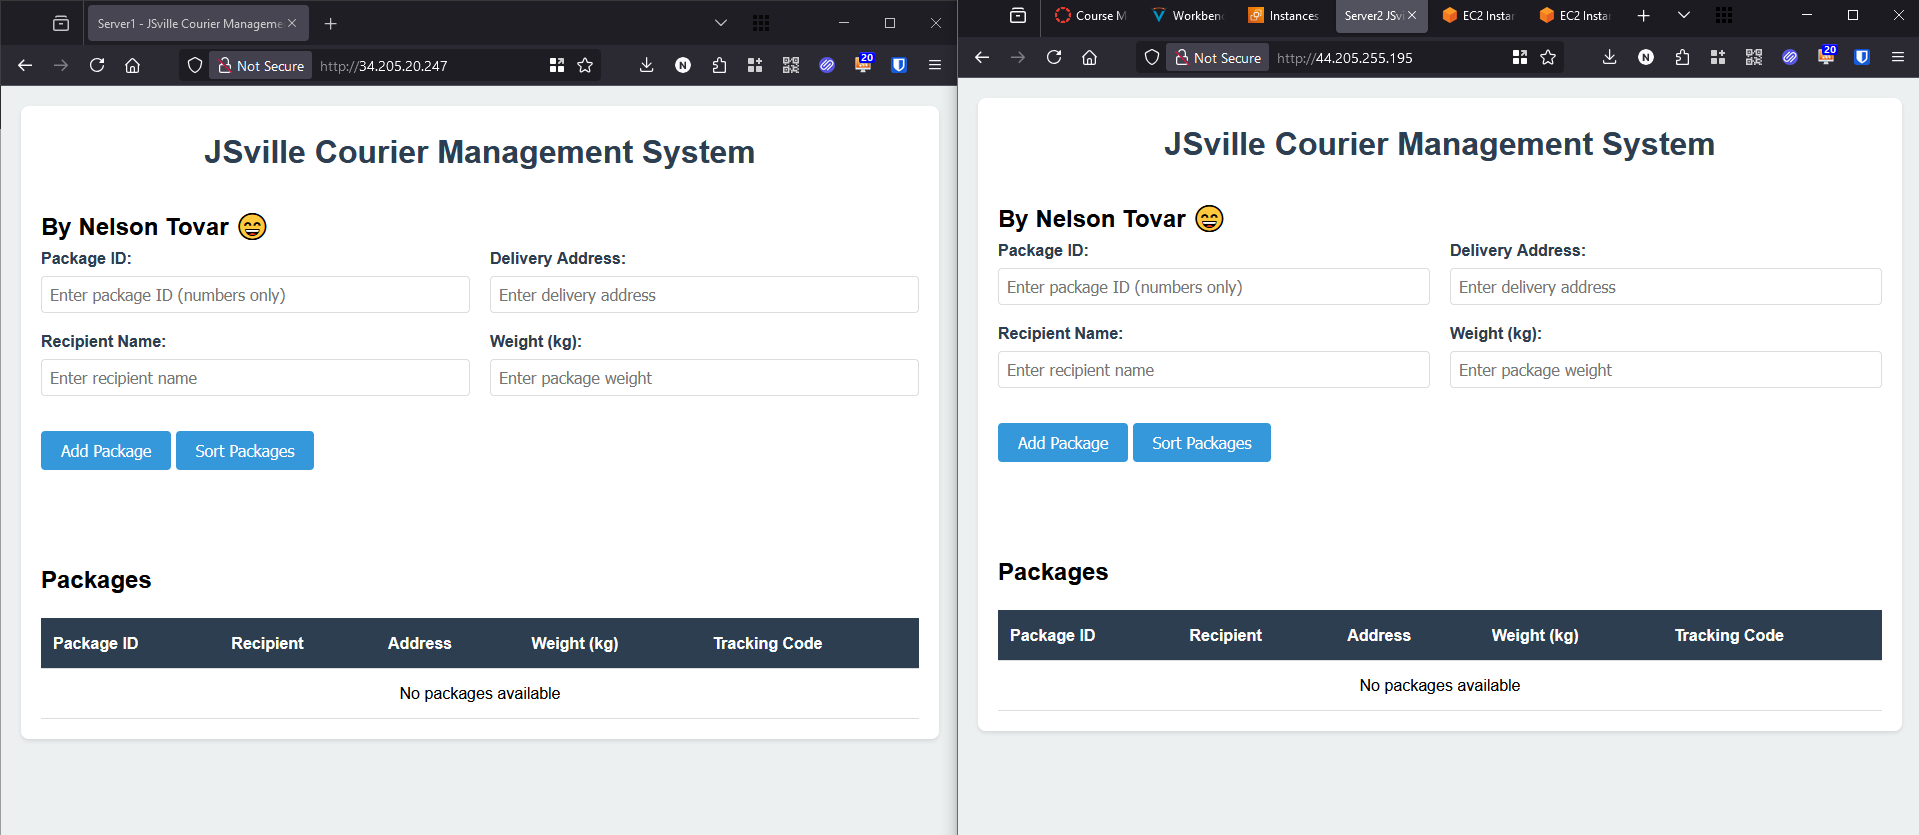 Server1 - JSville Courier Manageme
Not Secure
http://34.205.20.247
20
JSville Courier Management System
By Nelson Tovar 😄
Package ID:
Delivery Address:
Enter package ID (numbers only)
Enter delivery address
Recipient Name:
Weight (kg):
Enter recipient name
Enter package weight
Add Package
Sort Packages
Packages
Package ID Recipient Address Weight (kg) Tracking Code
No packages available
Course M
Workben
Instances
Server2 JSvi
EC2 Instan
EC2 Instan
Not Secure
http://44.205.255.195
20
JSville Courier Management System
By Nelson Tovar 😄
Package ID:
Delivery Address:
Enter package ID (numbers only)
Enter delivery address
Recipient Name:
Weight (kg):
Enter recipient name
Enter package weight
Add Package
Sort Packages
Packages
Package ID Recipient Address Weight (kg) Tracking Code
No packages available